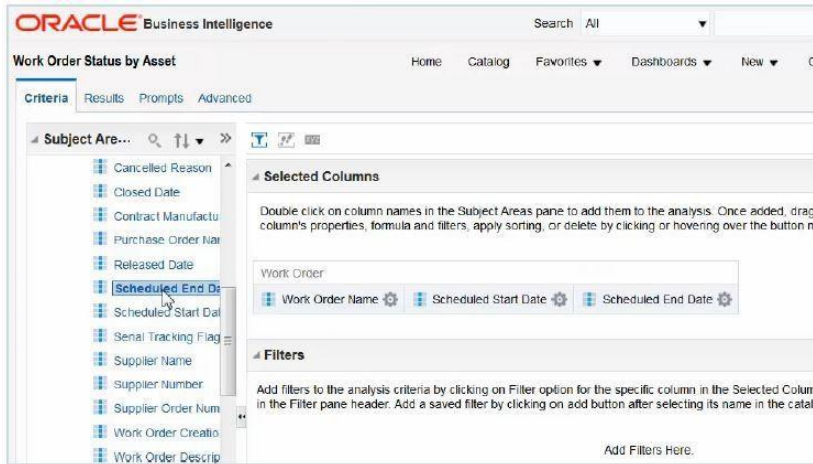 ORACLE Business Intelligence
Search All
Work Order Status by Asset
Home Catalog Favorites Dashboards New
Criteria Results Prompts Advanced
Subject Are...
Cancelled Reason
Closed Date
Contract Manufactu
Purchase Order Nar
Released Date
Scheduled End Da
Scheduled Start Dat
Serial Tracking Flag
Supplier Name
Supplier Number
Supplier Order Num
Work Order Creatio
Work Order Descrip
Selected Columns
Double click on column names in the Subject Areas pane to add them to the analysis. Once added, drag
column's properties, formula and filters, apply sorting, or delete by clicking or hovering over the button n
Work Order
Work Order Name Scheduled Start Date Scheduled End Date
Filters
Add filters to the analysis criteria by clicking on Filter option for the specific column in the Selected Colum
in the Filter pane header. Add a saved filter by clicking on add button after selecting its name in the catal
Add Filters Here.